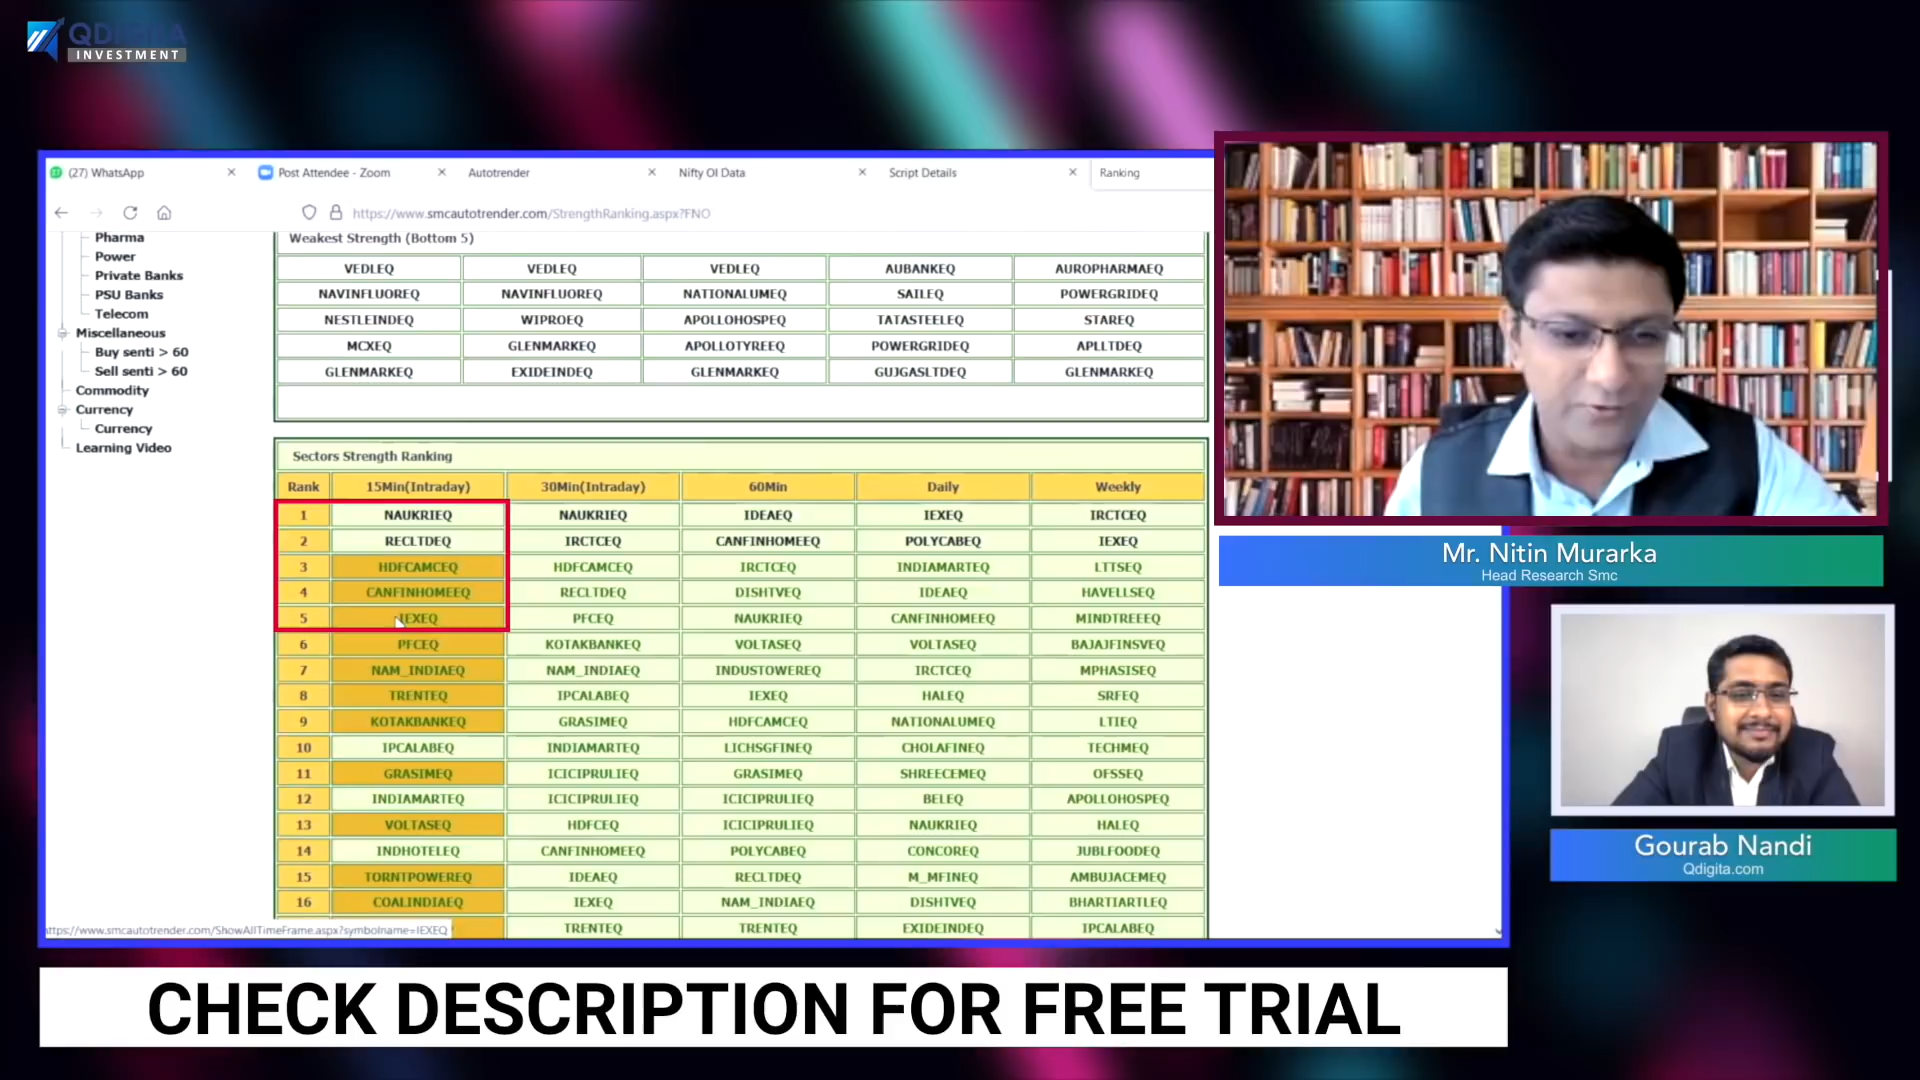 QDIGITA
INVESTMENT
(27) WhatsApp
Post Attendee - Zoom
Autotrender
Nifty OI Data
Script Details
Ranking
https://www.smcautotrender.com/StrengthRanking.aspx?FNO
Pharma
Power
Private Banks
PSU Banks
Telecom
Miscellaneous
Buy senti > 60
Sell senti > 60
Commodity
Currency
Currency
Learning Video
Weakest Strength (Bottom 5)
VEDLEQ VEDLEQ VEDLEQ AUBANKEQ AUROPHARMAEQ
NAVINFLUOREQ NAVINFLUOREQ NATIONALUMEQ SAILEQ POWERGRIDEQ
NESTLEINDEQ WIPROEQ APOLLOHOSPEQ TATASTEELEQ STAREQ
MCXEQ GLENMARKEQ APOLLOTYREEQ POWERGRIDEQ APLLTDEQ
GLENMARKEQ EXIDEINDEQ GLENMARKEQ GUJGASLTDEQ GLENMARKEQ
Sectors Strength Ranking
Rank 15Min(Intraday) 30Min(Intraday) 60Min Daily Weekly
1 NAUKRIEQ NAUKRIEQ IDEAEQ IEXEQ IRCTCEQ
2 RECLTDEQ IRCTCEQ CANFINHOMEEQ POLYCABEQ IEXEQ
3 HDFCAMCEQ HDFCAMCEQ IRCTCEQ INDIAMARTEQ LTTSEQ
4 CANFINHOMEEQ RECLTDEQ DISHTVEQ IDEAEQ HAVELLSEQ
5 IEXEQ PFCEQ NAUKRIEQ CANFINHOMEEQ MINDTREEEQ
6 PFCEQ KOTAKBANKEQ VOLTASEQ VOLTASEQ BAJAJFINSVEQ
7 NAM_INDIAEQ NAM_INDIAEQ INDUSTOWEREQ IRCTCEQ MPHASISEQ
8 TRENTEQ IPCALABEQ IEXEQ HALEQ SRFEQ
9 KOTAKBANKEQ GRASIMEQ HDFCAMCEQ NATIONALUMEQ LTIEQ
10 IPCALABEQ INDIAMARTEQ LICHSGFINEQ CHOLAFINEQ TECHMEQ
11 GRASIMEQ ICICIPRULIEQ GRASIMEQ SHREECEMEQ OFSSEQ
12 INDIAMARTEQ ICICIPRULIEQ ICICIPRULIEQ BELEQ APOLLOHOSPEQ
13 VOLTASEQ HDFCEQ ICICIPRULIEQ NAUKRIEQ HALEQ
14 INDHOTELEQ CANFINHOMEEQ POLYCABEQ CONCOREQ JUBLFOODEQ
15 TORNTPOWEREQ IDEAEQ RECLTDEQ M_MFINEQ AMBUJACEMEQ
16 COALINDIAEQ IEXEQ NAM_INDIAEQ DISHTVEQ BHARTIARTLEQ
TRENTEQ TRENTEQ EXIDEINDEQ IPCALABEQ
https://www.smcautotrender.com/ShowAllTimeFrame.aspx?symbolname=IEXEQ
Mr. Nitin Murarka
Head Research Smc
Gourab Nandi
Qdigita.com
CHECK DESCRIPTION FOR FREE TRIAL